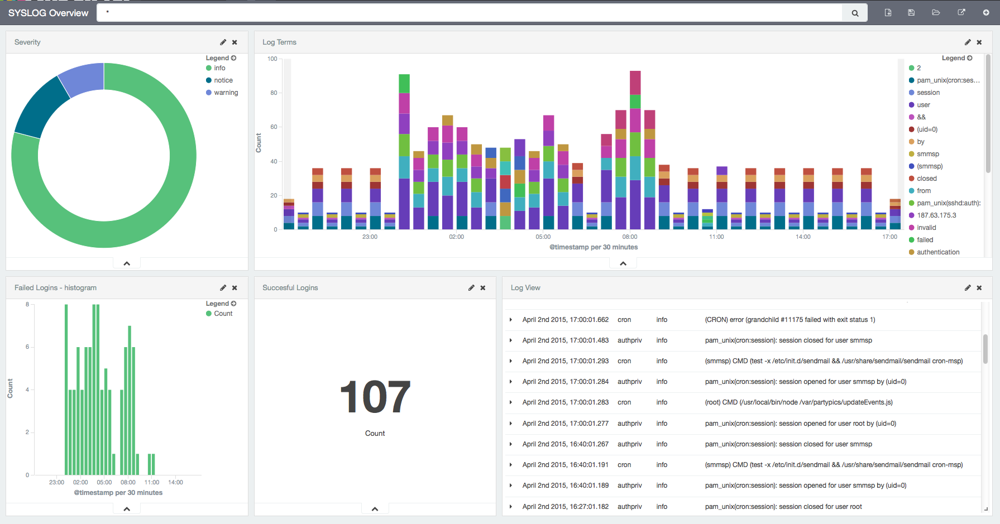 SYSLOG Overview
*
Severity
Legend
info
notice
warning
Log Terms
100
80
60
40
20
0
Count
23:00
02:00
05:00
08:00
11:00
14:00
17:00
@timestamp per 30 minutes
Legend
2
pam_unix(cron:ses...
session
user
&&
(uid=0)
by
smmsp
(smmsp)
closed
from
pam_unix(sshd:auth):
187.63.175.3
invalid
failed
authentication
Failed Logins - histogram
8
6
4
2
0
Count
23:00
02:00
05:00
08:00
11:00
14:00
@timestamp per 30 minutes
Legend
Count
Succesful Logins
107
Count
Log View
April 2nd 2015, 17:00:01.662 cron info (CRON) error (grandchild #11175 failed with exit status 1)
April 2nd 2015, 17:00:01.483 authpriv info pam_unix(cron:session): session closed for user smmsp
April 2nd 2015, 17:00:01.293 cron info (smmsp) CMD (test -x /etc/init.d/sendmail && /usr/share/sendmail/sendmail cron-msp)
April 2nd 2015, 17:00:01.284 authpriv info pam_unix(cron:session): session opened for user smmsp by (uid=0)
April 2nd 2015, 17:00:01.283 cron info (root) CMD (/usr/local/bin/node /var/partypics/updateEvents.js)
April 2nd 2015, 17:00:01.277 authpriv info pam_unix(cron:session): session opened for user root by (uid=0)
April 2nd 2015, 16:40:01.267 authpriv info pam_unix(cron:session): session closed for user smmsp
April 2nd 2015, 16:40:01.191 cron info (smmsp) CMD (test -x /etc/init.d/sendmail && /usr/share/sendmail/sendmail cron-msp)
April 2nd 2015, 16:40:01.189 authpriv info pam_unix(cron:session): session opened for user smmsp by (uid=0)
April 2nd 2015, 16:27:01.182 authpriv info pam_unix(cron:session): session closed for user root